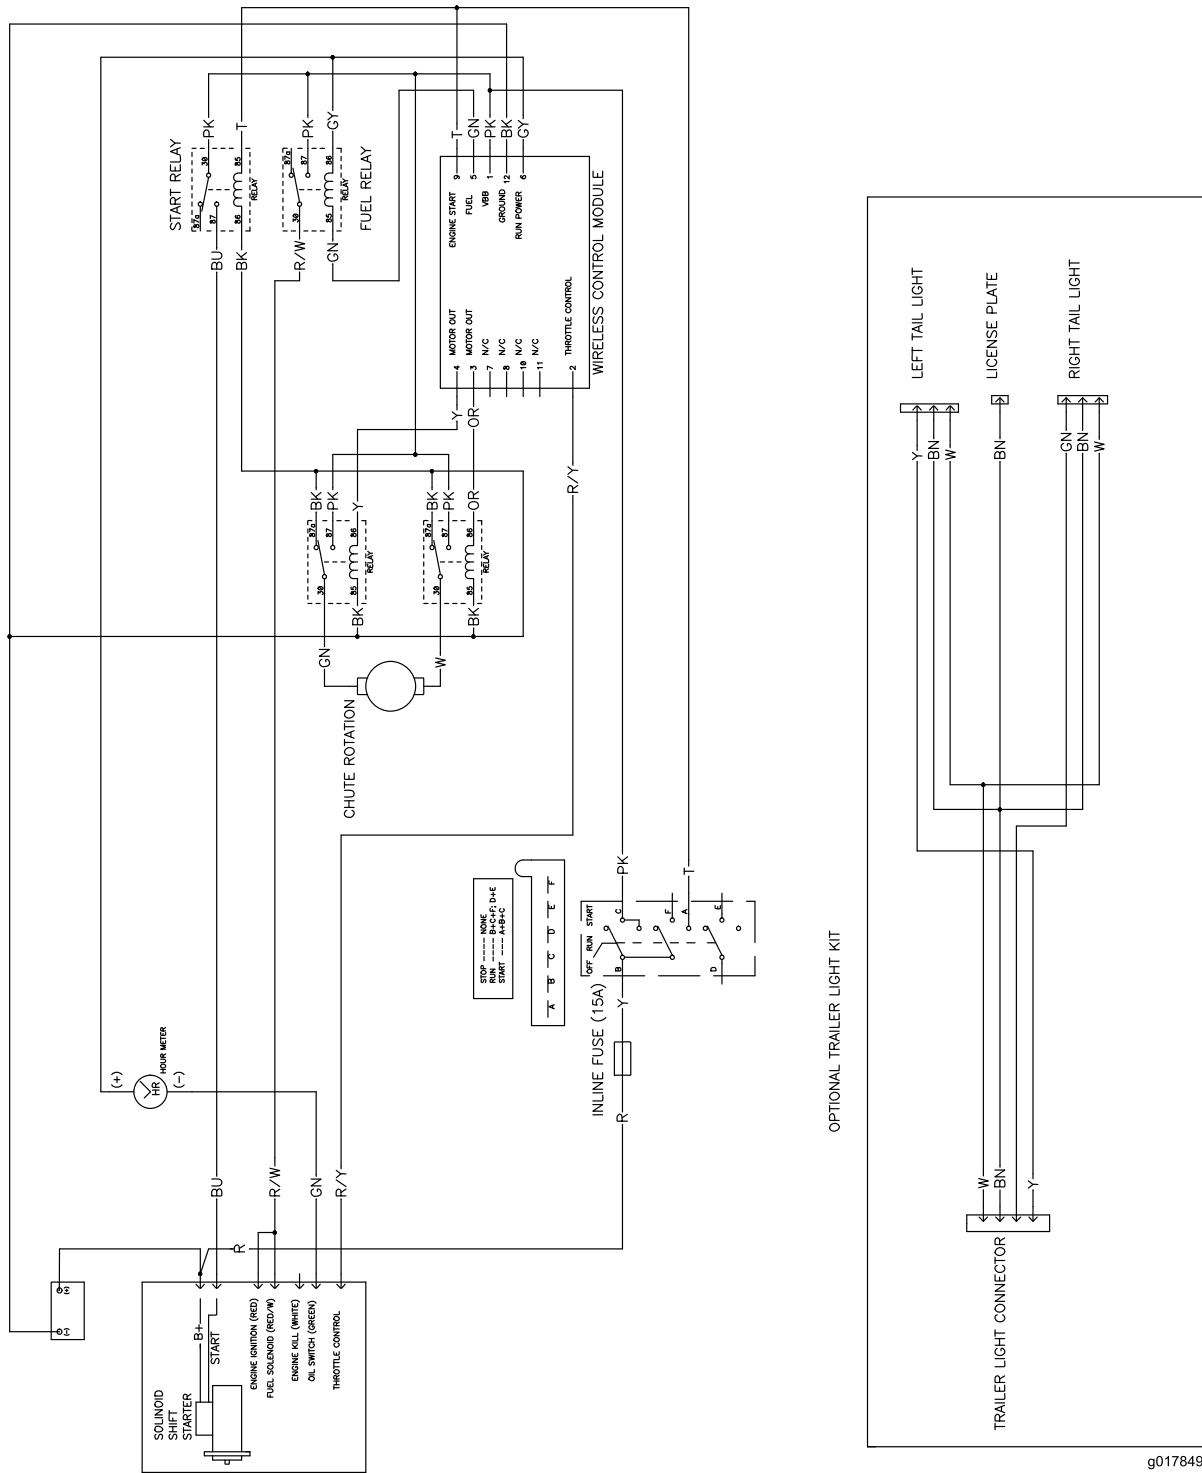 START RELAY
PK
T
30
85
87a
87
86
RELAY
BU
BK
FUEL RELAY
PK
GY
87a
87
86
30
85
RELAY
R/W
GN
T
GN
PK
BK
GY
9
5
1
12
6
ENGINE START
FUEL
VBB
GROUND
RUN POWER
WIRELESS CONTROL MODULE
MOTOR OUT
MOTOR OUT
N/C
N/C
N/C
N/C
THROTTLE CONTROL
4
3
7
8
10
11
2
Y
OR
R/Y
BK
PK
Y
87a
87
86
30
85
RELAY
BK
GN
BK
PK
OR
87a
87
86
30
85
RELAY
BK
W
CHUTE ROTATION
STOP ---- NONE
RUN ---- B+C+F; D+E
START --- A+B+C
A B C D E F
PK
T
OFF RUN START
C
F
A
E
B
D
Y
INLINE FUSE (15A)
R
(+)
HR
HOUR METER
(-)
BU
R/W
GN
R/Y
R
(+)
(-)
B+
START
SOLINOID
SHIFT
STARTER
ENGINE IGNITION (RED)
FUEL SOLENOID (RED/W)
ENGINE KILL (WHITE)
OIL SWITCH (GREEN)
THROTTLE CONTROL
OPTIONAL TRAILER LIGHT KIT
LEFT TAIL LIGHT
LICENSE PLATE
RIGHT TAIL LIGHT
Y
BN
W
BN
GN
BN
W
W
BN
Y
TRAILER LIGHT CONNECTOR
g017849